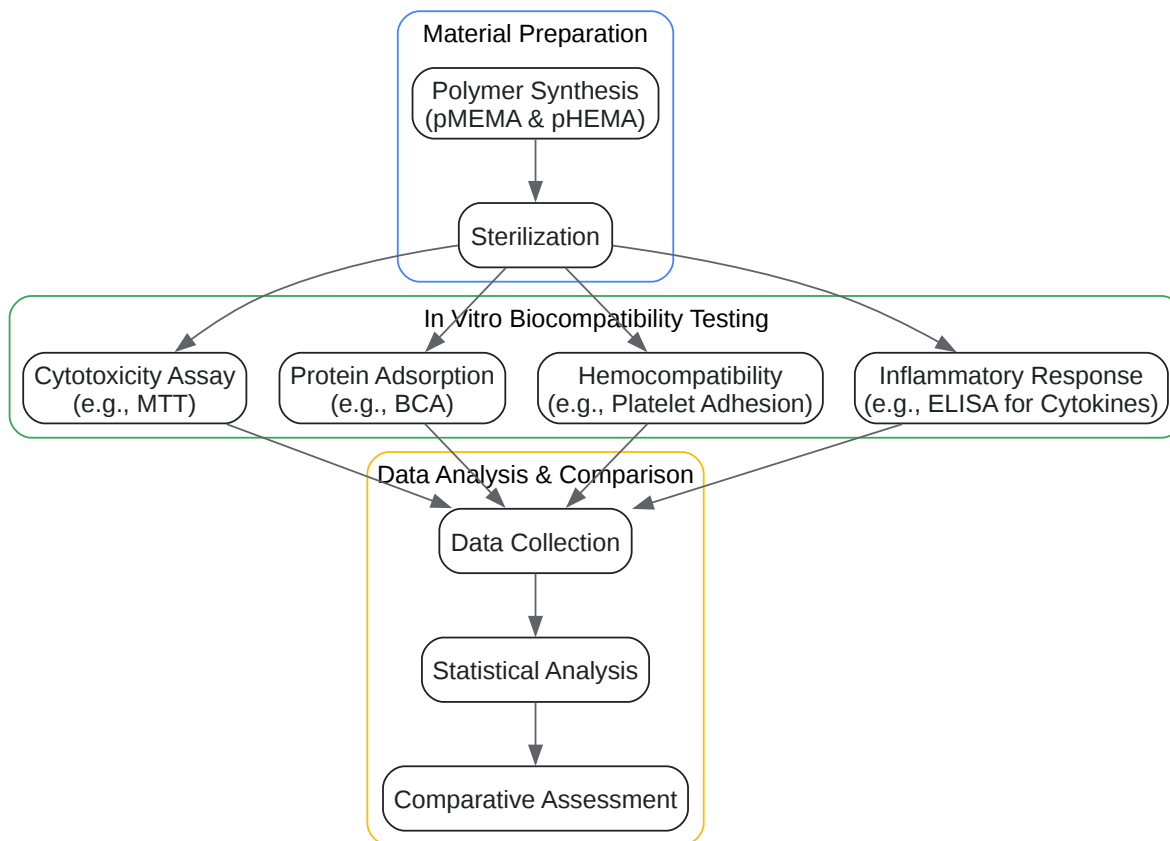 Material Preparation
Polymer Synthesis
(pMEMA & pHEMA)
Sterilization
In Vitro Biocompatibility Testing
Cytotoxicity Assay
(e.g., MTT)
Protein Adsorption
(e.g., BCA)
Hemocompatibility
(e.g., Platelet Adhesion)
Inflammatory Response
(e.g., ELISA for Cytokines)
Data Analysis & Comparison
Data Collection
Statistical Analysis
Comparative Assessment